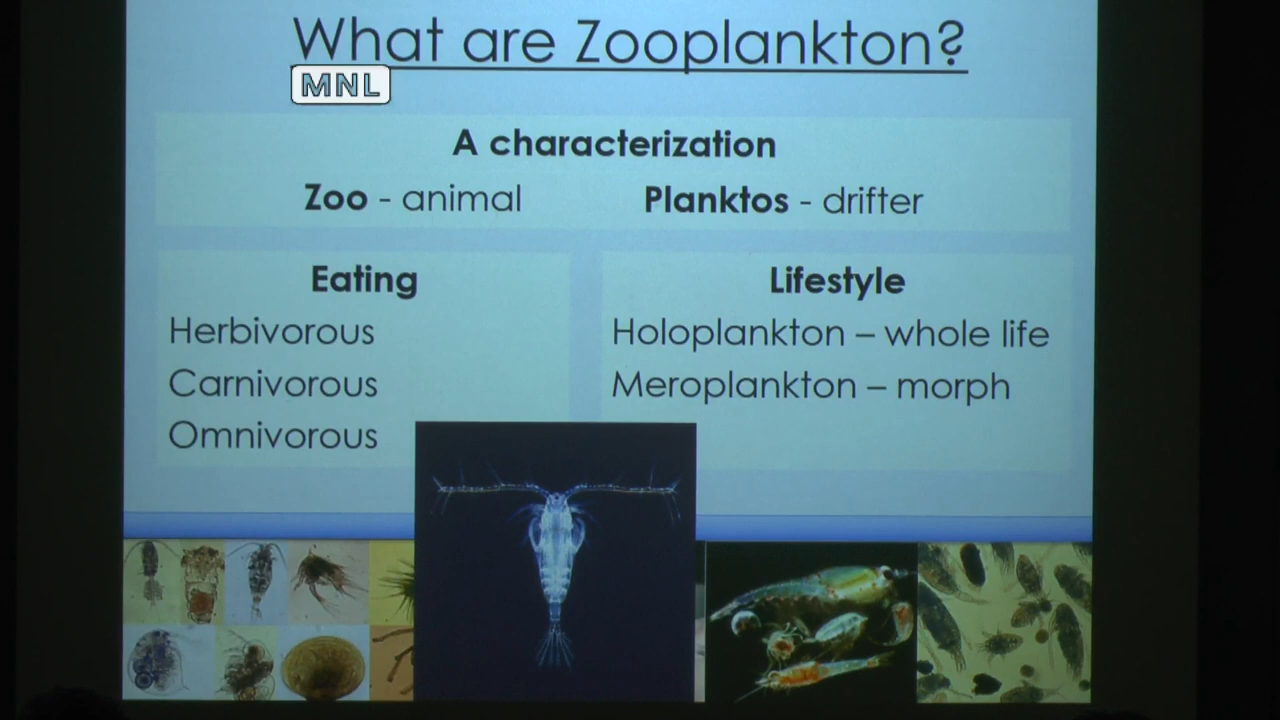 What are Zooplankton?
MNL
A characterization
Zoo - animal
Planktos - drifter
Eating
Herbivorous
Carnivorous
Omnivorous
Lifestyle
Holoplankton – whole life
Meroplankton – morph